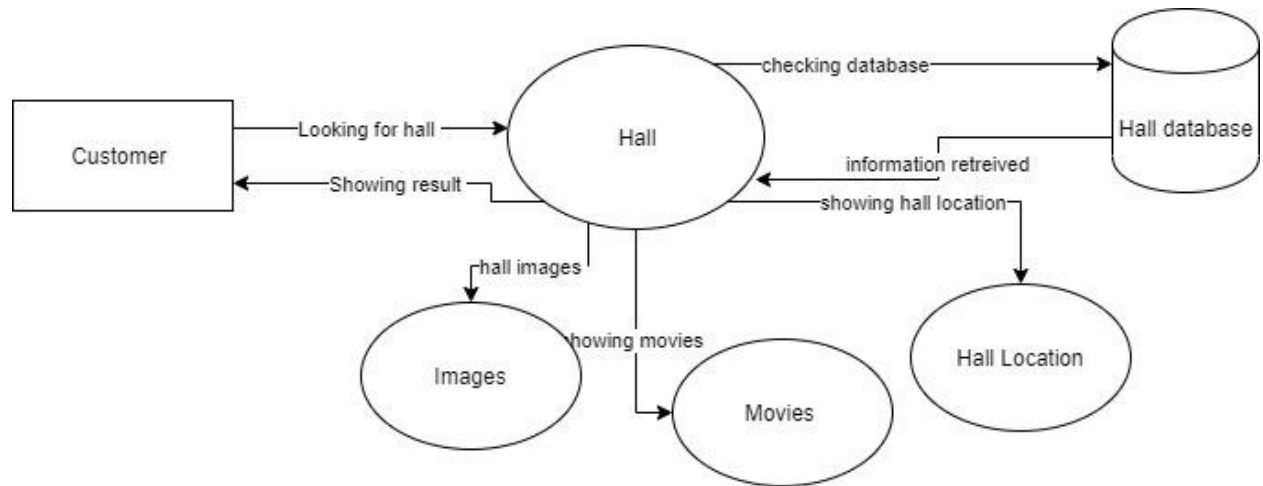 checking database
Hall database
Customer
Looking for hall
Hall
information retreived
Showing result
showing hall location
hall images
howing movies
Images
Hall Location
Movies